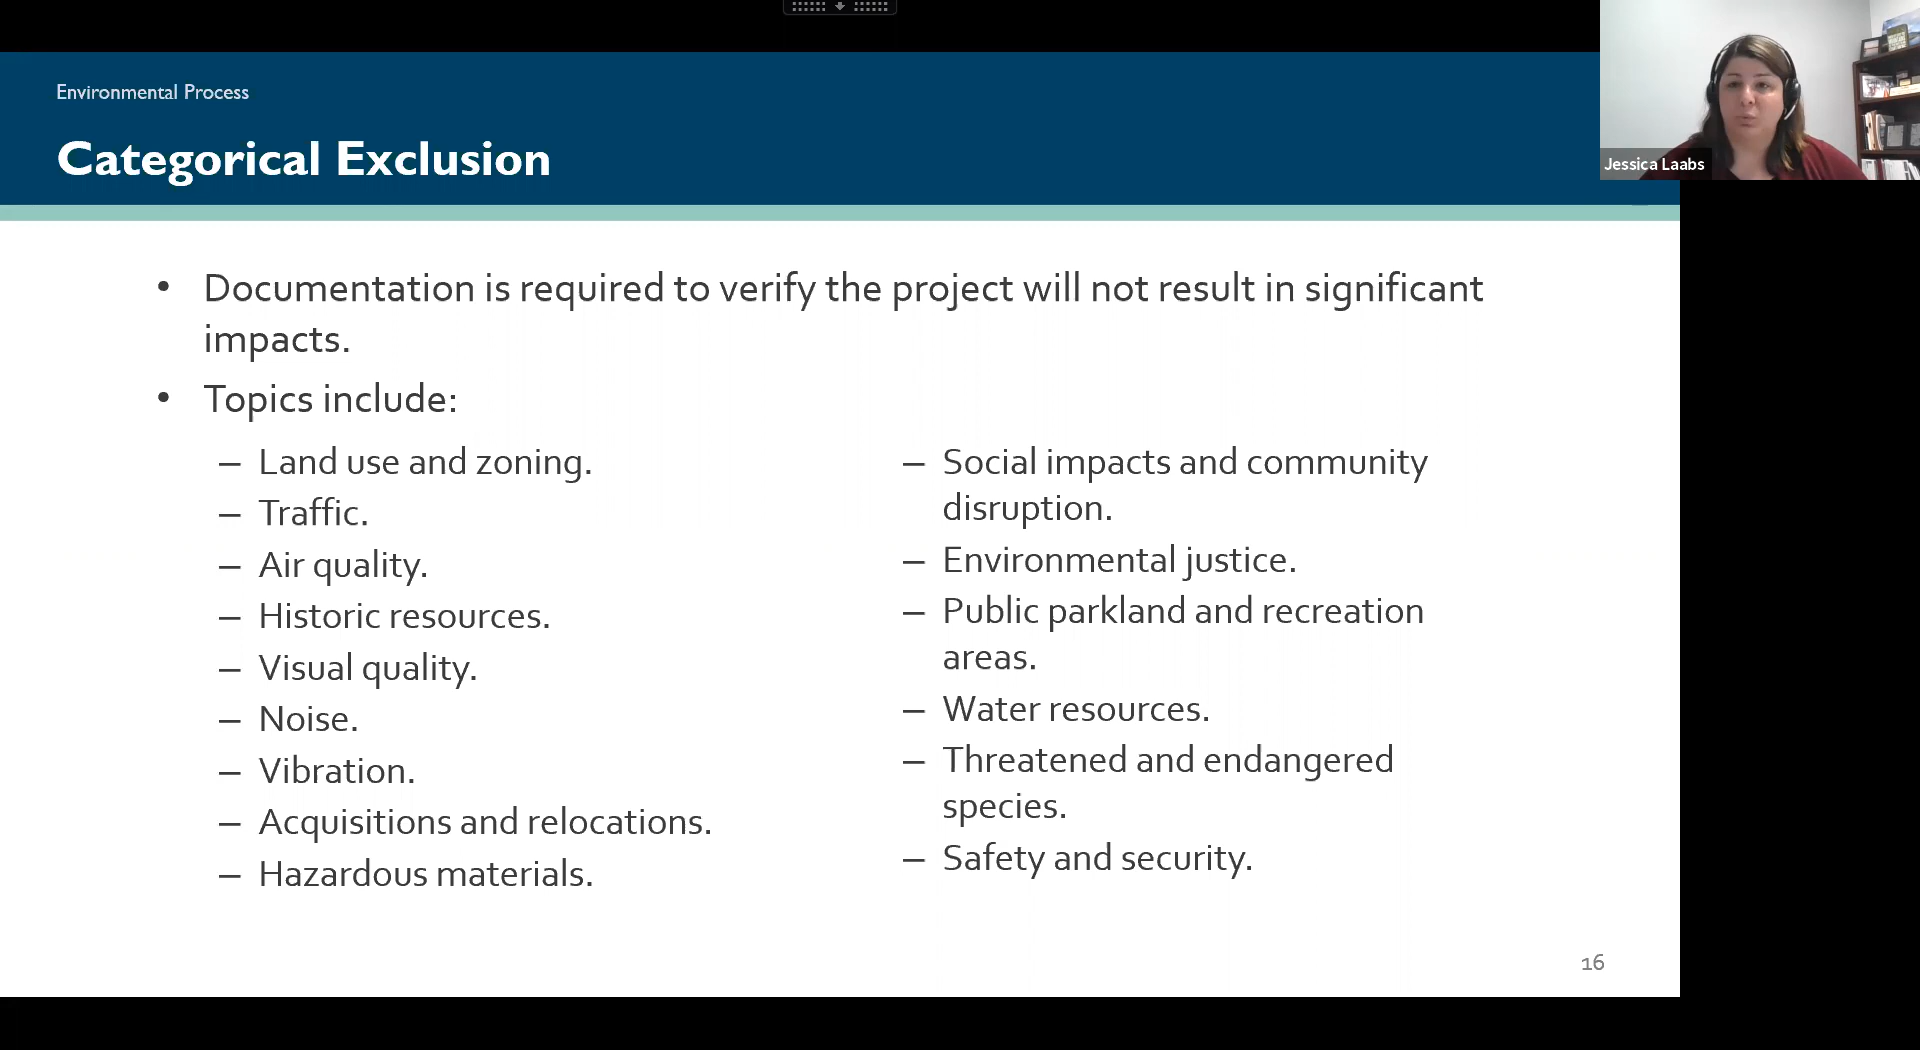 Environmental Process
Categorical Exclusion
• Documentation is required to verify the project will not result in significant
impacts.
• Topics include:
– Land use and zoning.
– Traffic.
– Air quality.
– Historic resources.
– Visual quality.
– Noise.
– Vibration.
– Acquisitions and relocations.
– Hazardous materials.
– Social impacts and community
disruption.
– Environmental justice.
– Public parkland and recreation
areas.
– Water resources.
– Threatened and endangered
species.
– Safety and security.
16
Jessica Laabs